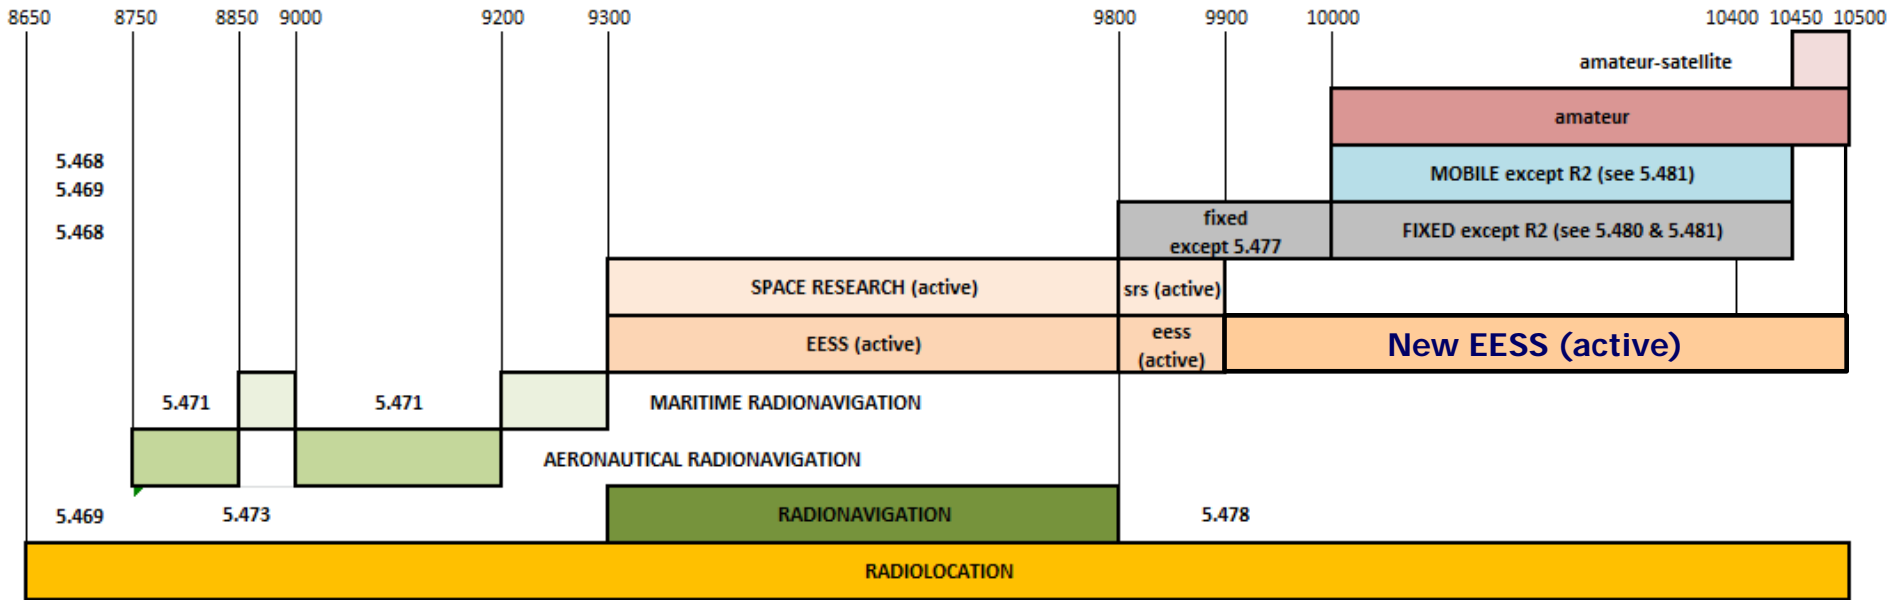 8650 8750 8850 9000 9200 9300 9800 9900 10000 10400 10450 10500
amateur-satellite
amateur
5.468
MOBILE except R2 (see 5.481)
5.469
fixed
except 5.477
5.468
FIXED except R2 (see 5.480 & 5.481)
SPACE RESEARCH (active)
srs (active)
EESS (active)
eess
(active)
New EESS (active)
5.471
5.471
MARITIME RADIONAVIGATION
AERONAUTICAL RADIONAVIGATION
5.469
5.473
RADIONAVIGATION
5.478
RADIOLOCATION